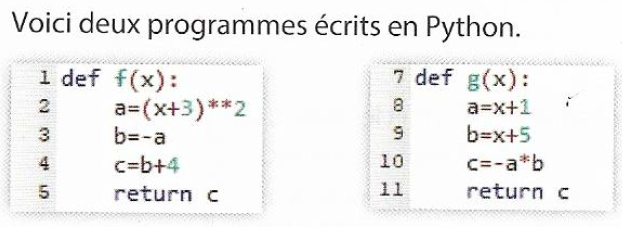 Voici deux programmes écrits en Python.
1 def f(x):
2 a=(x+3)**2
3 b=-a
4 c=b+4
5 return c
7 def g(x):
8 a=x+1
9 b=x+5
10 c=-a*b
11 return c